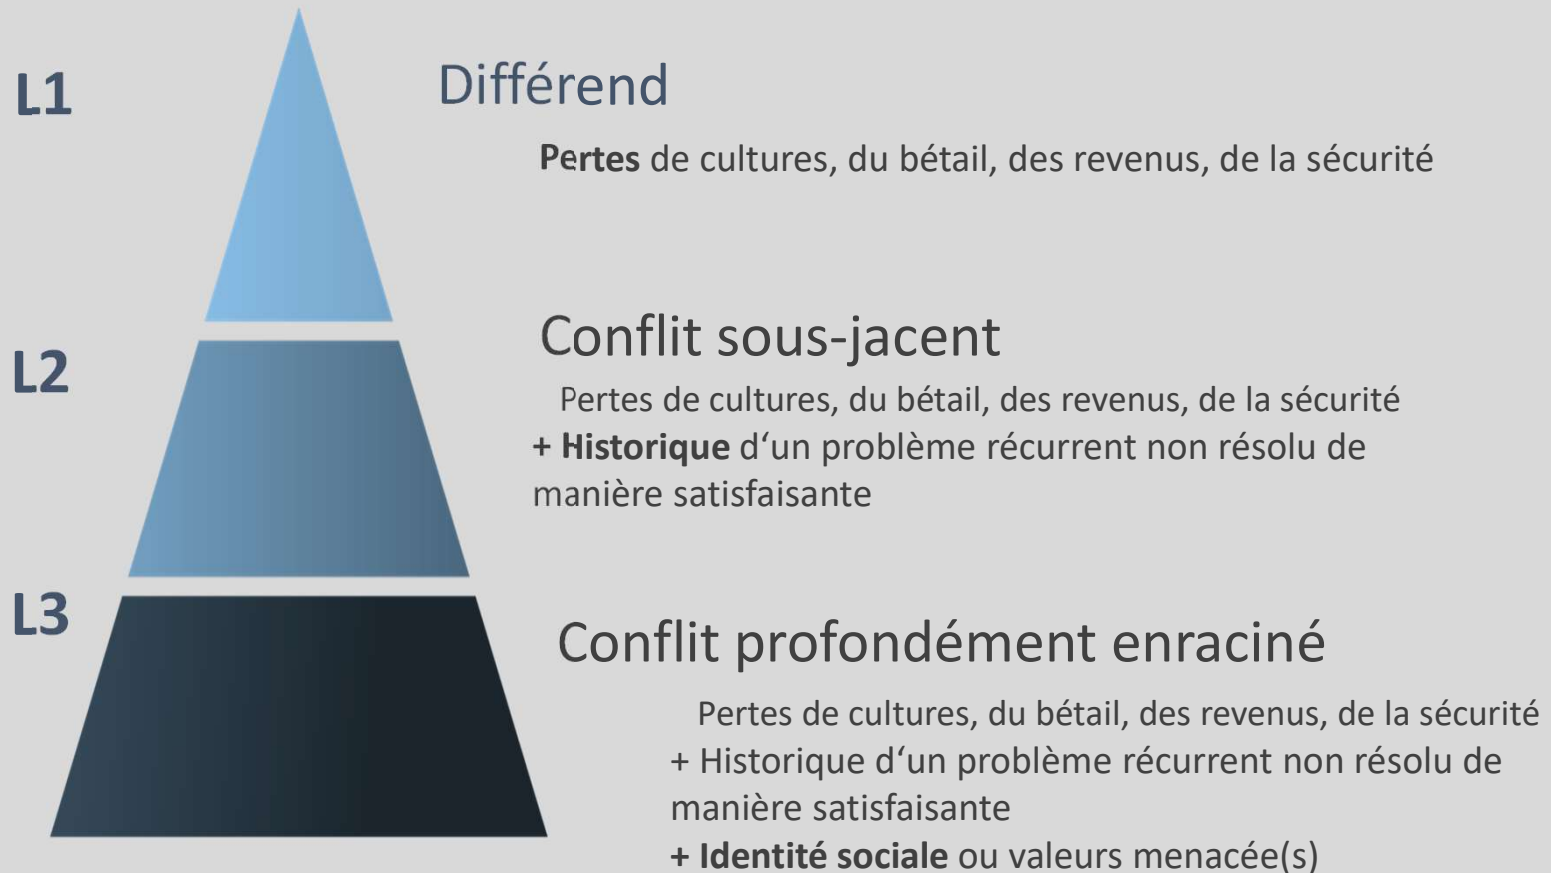 L1
Différend
Pertes de cultures, du bétail, des revenus, de la sécurité
L2
Conflit sous-jacent
Pertes de cultures, du bétail, des revenus, de la sécurité
+ Historique d‘un problème récurrent non résolu de
manière satisfaisante
L3
Conflit profondément enraciné
Pertes de cultures, du bétail, des revenus, de la sécurité
+ Historique d‘un problème récurrent non résolu de
manière satisfaisante
+ Identité sociale ou valeurs menacée(s)